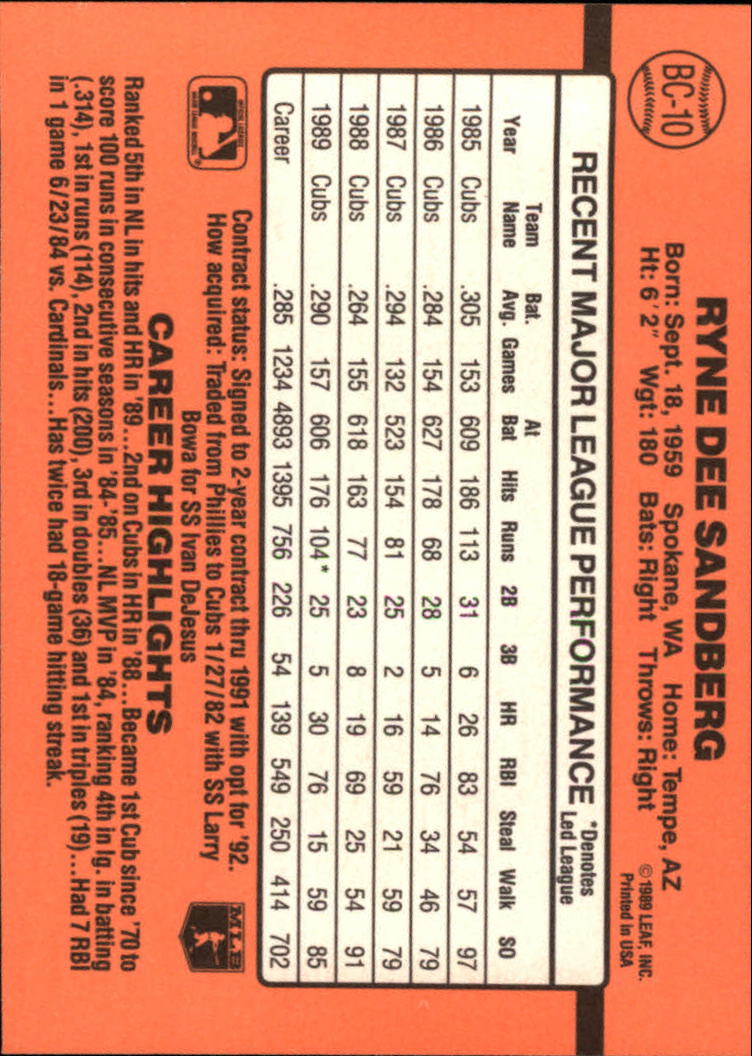 BC-10
RYNE DEE SANDBERG
Born: Sept. 18, 1959 Spokane, WA Home: Tempe, AZ
Ht: 6' 2" Wgt: 180 Bats: Right Throws: Right
©1989 LEAF, INC.
Printed in USA
RECENT MAJOR LEAGUE PERFORMANCE *Denotes Led League
Year Team Name Bat. Avg. Games At Bat Hits Runs 2B 3B HR RBI Steal Walk SO
1985 Cubs .305 153 609 186 113 31 6 26 83 54 57 97
1986 Cubs .284 154 627 178 68 28 5 14 76 34 46 79
1987 Cubs .294 132 523 154 81 25 2 16 59 21 59 79
1988 Cubs .264 155 618 163 77 23 8 19 69 25 54 91
1989 Cubs .290 157 606 176 104* 25 5 30 76 15 59 85
Career .285 1234 4893 1395 756 226 54 139 549 250 414 702
Contract status: Signed to 2-year contract thru 1991 with opt for '92.
How acquired: Traded from Phillies to Cubs 1/27/82 with SS Larry
Bowa for SS Ivan DeJesus
MLB
CAREER HIGHLIGHTS
Ranked 5th in NL in hits and HR in '89...2nd on Cubs in HR in '88...Became 1st Cub since '70 to
score 100 runs in consecutive seasons in '84-'85...NL MVP in '84, ranking 4th in lg. in batting
(.314), 1st in runs (114), 2nd in hits (200), 3rd in doubles (36) and 1st in triples (19)...Had 7 RBI
in 1 game 6/23/84 vs. Cardinals...Has twice had 18-game hitting streak.